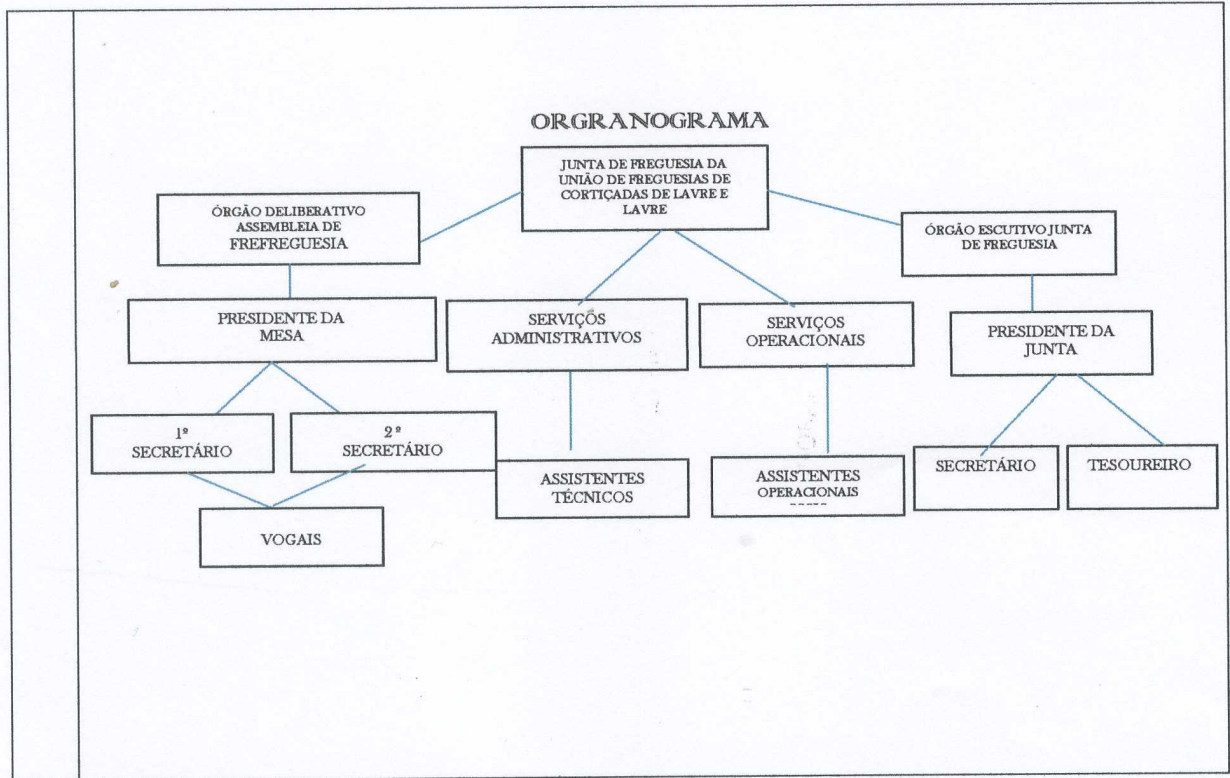 ORGRANOGRAMA
JUNTA DE FREGUESIA DA
UNIÃO DE FREGUESIAS DE
CORTIÇADAS DE LAVRE E
LAVRE
ÓRGÃO DELIBERATIVO
ASSEMBLEIA DE
FREFREGUESIA
ÓRGÃO ESCUTIVO JUNTA
DE FREGUESIA
PRESIDENTE DA
MESA
SERVIÇOS
ADMINISTRATIVOS
SERVIÇOS
OPERACIONAIS
PRESIDENTE DA
JUNTA
1º
SECRETÁRIO
2º
SECRETÁRIO
ASSISTENTES
TÉCNICOS
ASSISTENTES
OPERACIONAIS
SECRETÁRIO
TESOUREIRO
VOGAIS